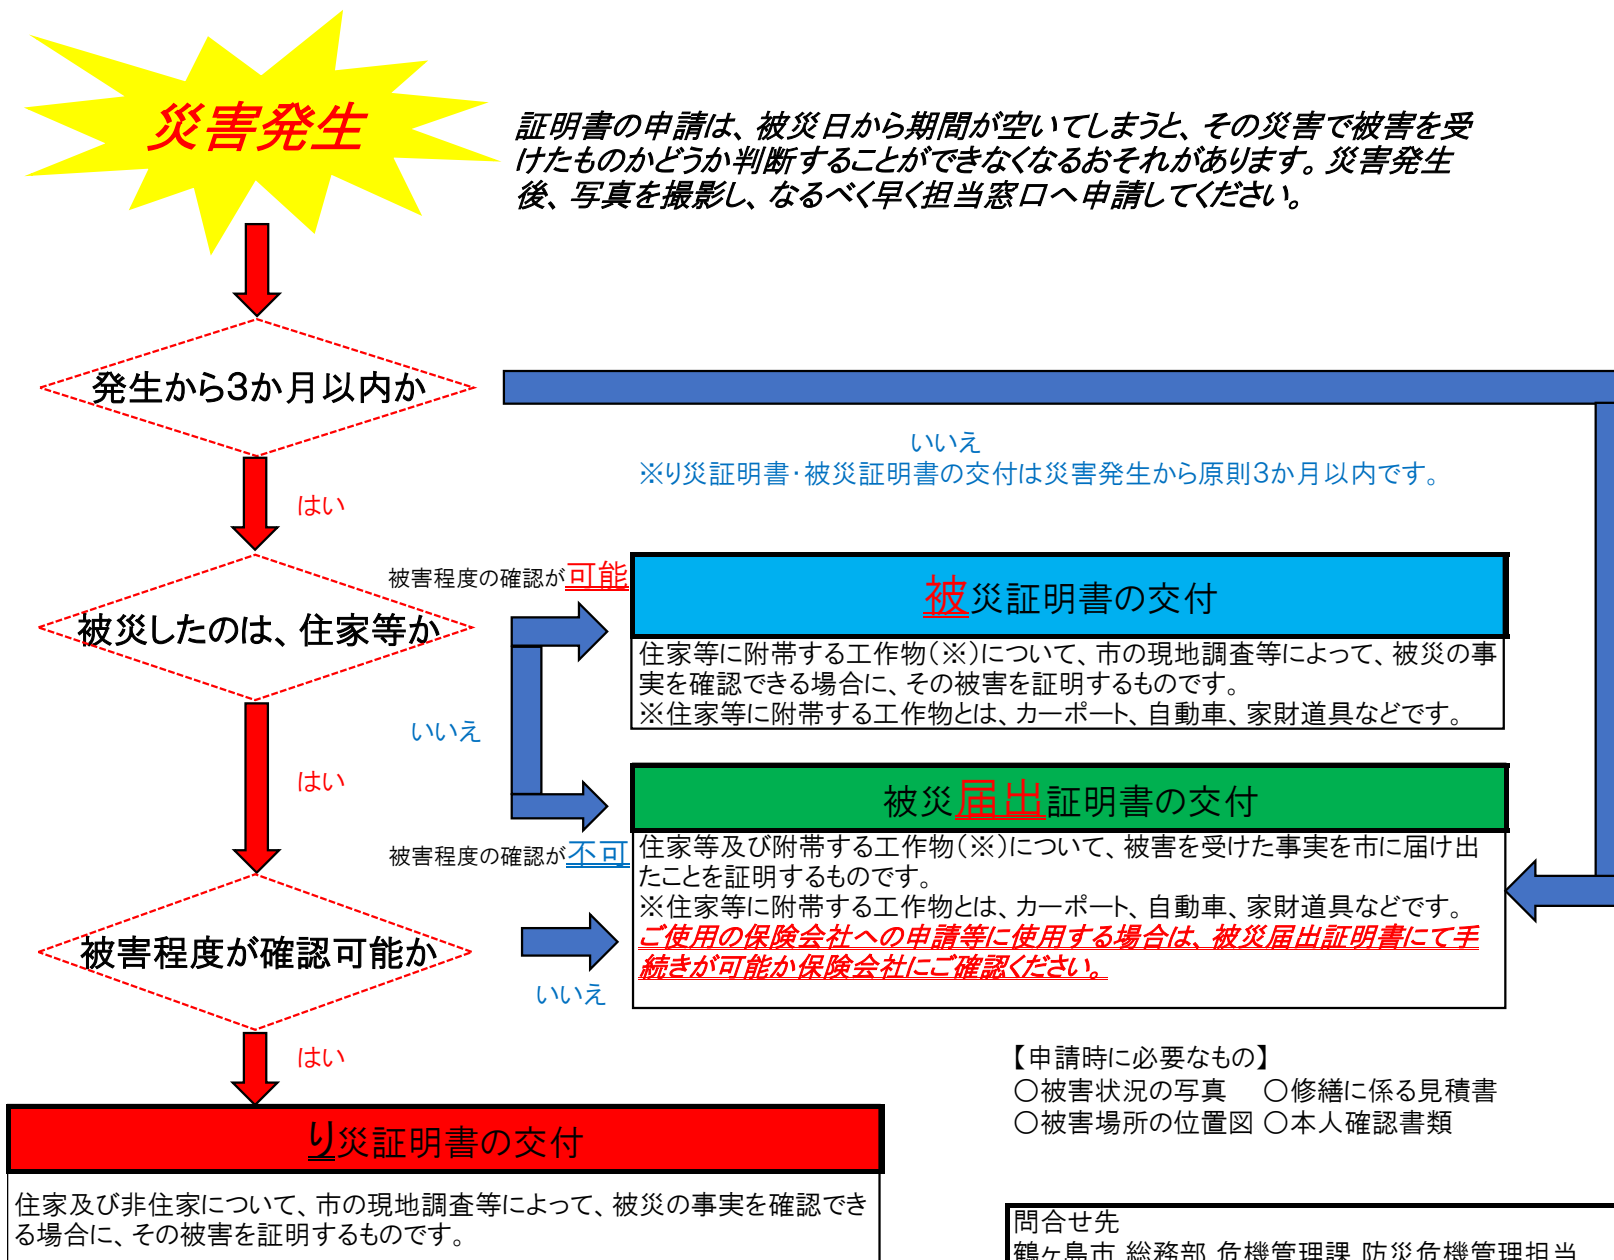 災害発生
証明書の申請は、被災日から期間が空いてしまうと、その災害で被害を受
けたものかどうか判断することができなくなるおそれがあります。災害発生
後、写真を撮影し、なるべく早く担当窓口へ申請してください。
発生から3か月以内か
いいえ
※り災証明書・被災証明書の交付は災害発生から原則3か月以内です。
はい
被災したのは、住家等か
被害程度の確認が可能
被災証明書の交付
住家等に附帯する工作物(※)について、市の現地調査等によって、被災の事
実を確認できる場合に、その被害を証明するものです。
※住家等に附帯する工作物とは、カーポート、自動車、家財道具などです。
いいえ
はい
被災届出証明書の交付
被害程度の確認が不可
住家等及び附帯する工作物(※)について、被害を受けた事実を市に届け出
たことを証明するものです。
※住家等に附帯する工作物とは、カーポート、自動車、家財道具などです。
ご使用の保険会社への申請等に使用する場合は、被災届出証明書にて手
続きが可能か保険会社にご確認ください。
被害程度が確認可能か
いいえ
はい
【申請時に必要なもの】
○被害状況の写真 ○修繕に係る見積書
○被害場所の位置図 ○本人確認書類
り災証明書の交付
住家及び非住家について、市の現地調査等によって、被災の事実を確認でき
る場合に、その被害を証明するものです。
問合せ先
鶴ヶ島市 総務部 危機管理課 防災危機管理担当